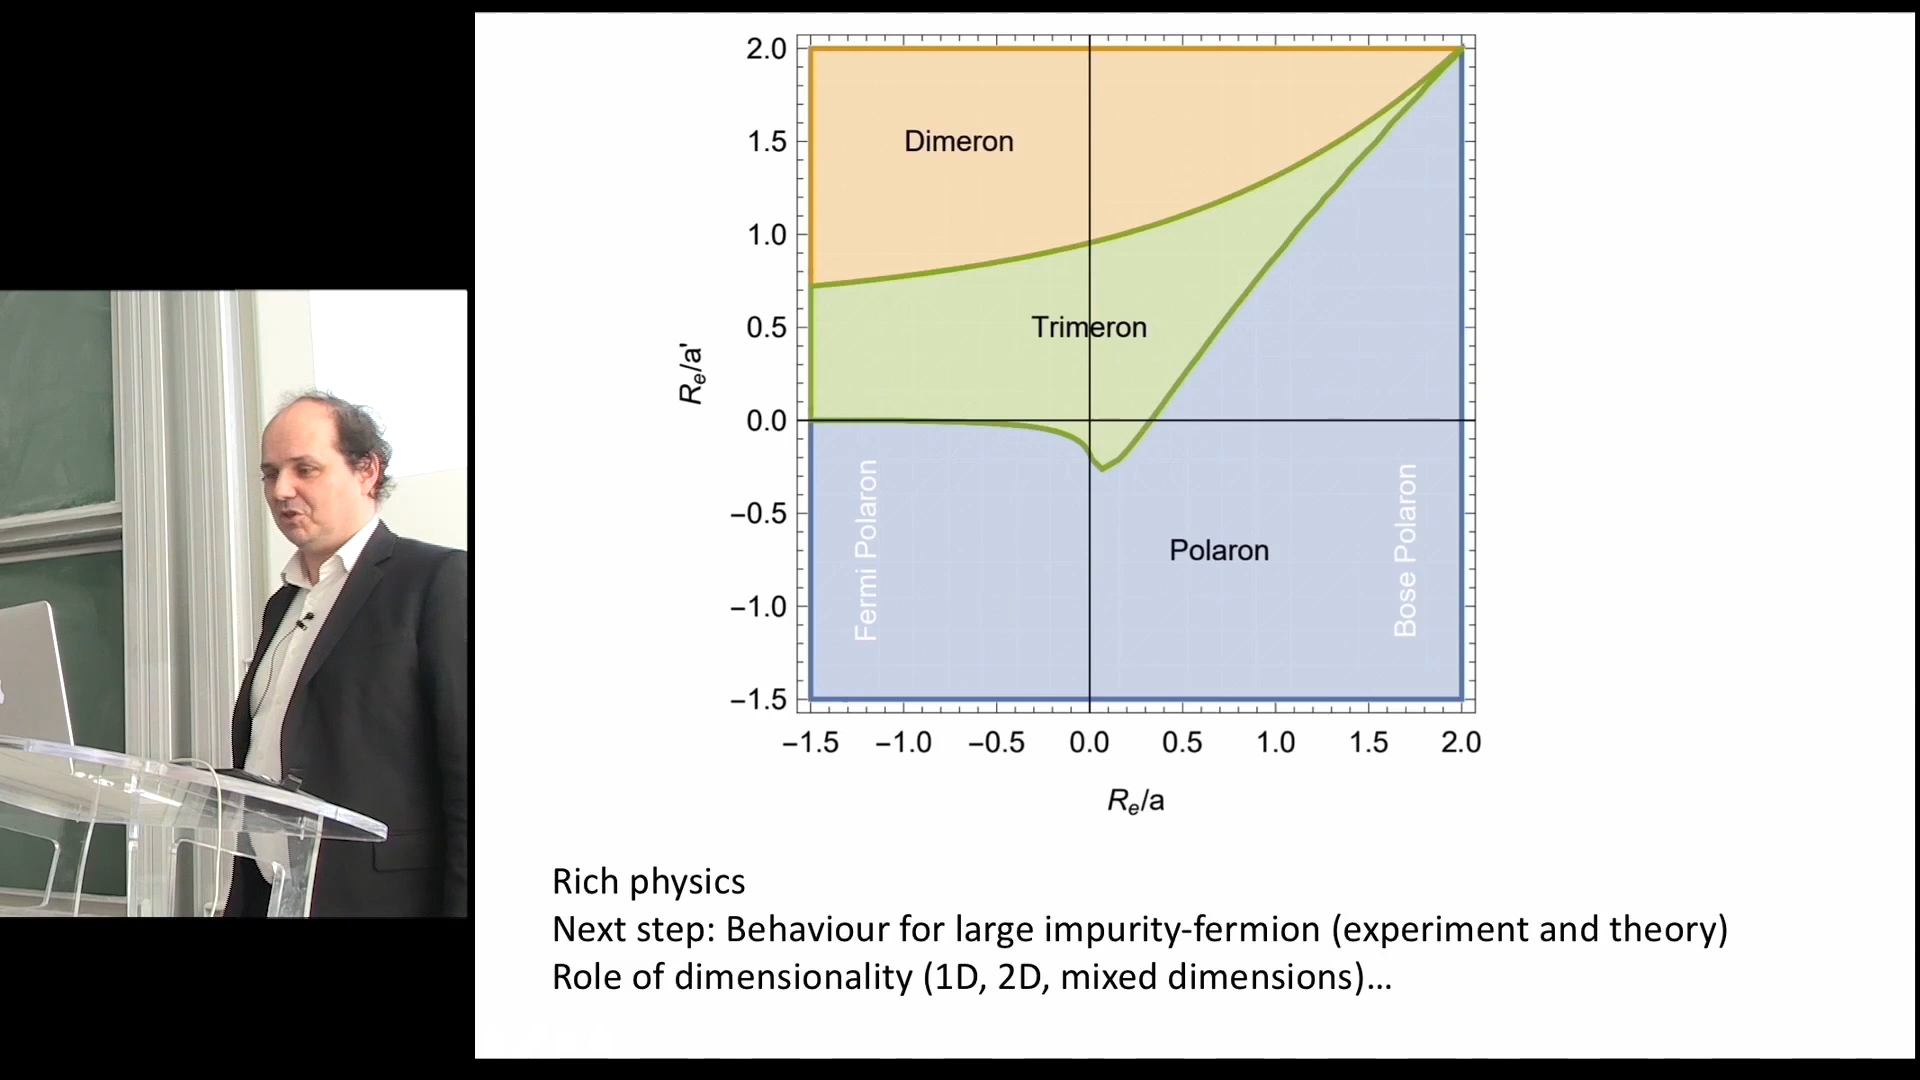 2.0
1.5
1.0
0.5
0.0
−0.5
−1.0
−1.5
Rₑ/a'
Dimeron
Trimeron
Polaron
Fermi Polaron
Bose Polaron
−1.5 −1.0 −0.5 0.0 0.5 1.0 1.5 2.0
Rₑ/a
Rich physics
Next step: Behaviour for large impurity-fermion (experiment and theory)
Role of dimensionality (1D, 2D, mixed dimensions)...